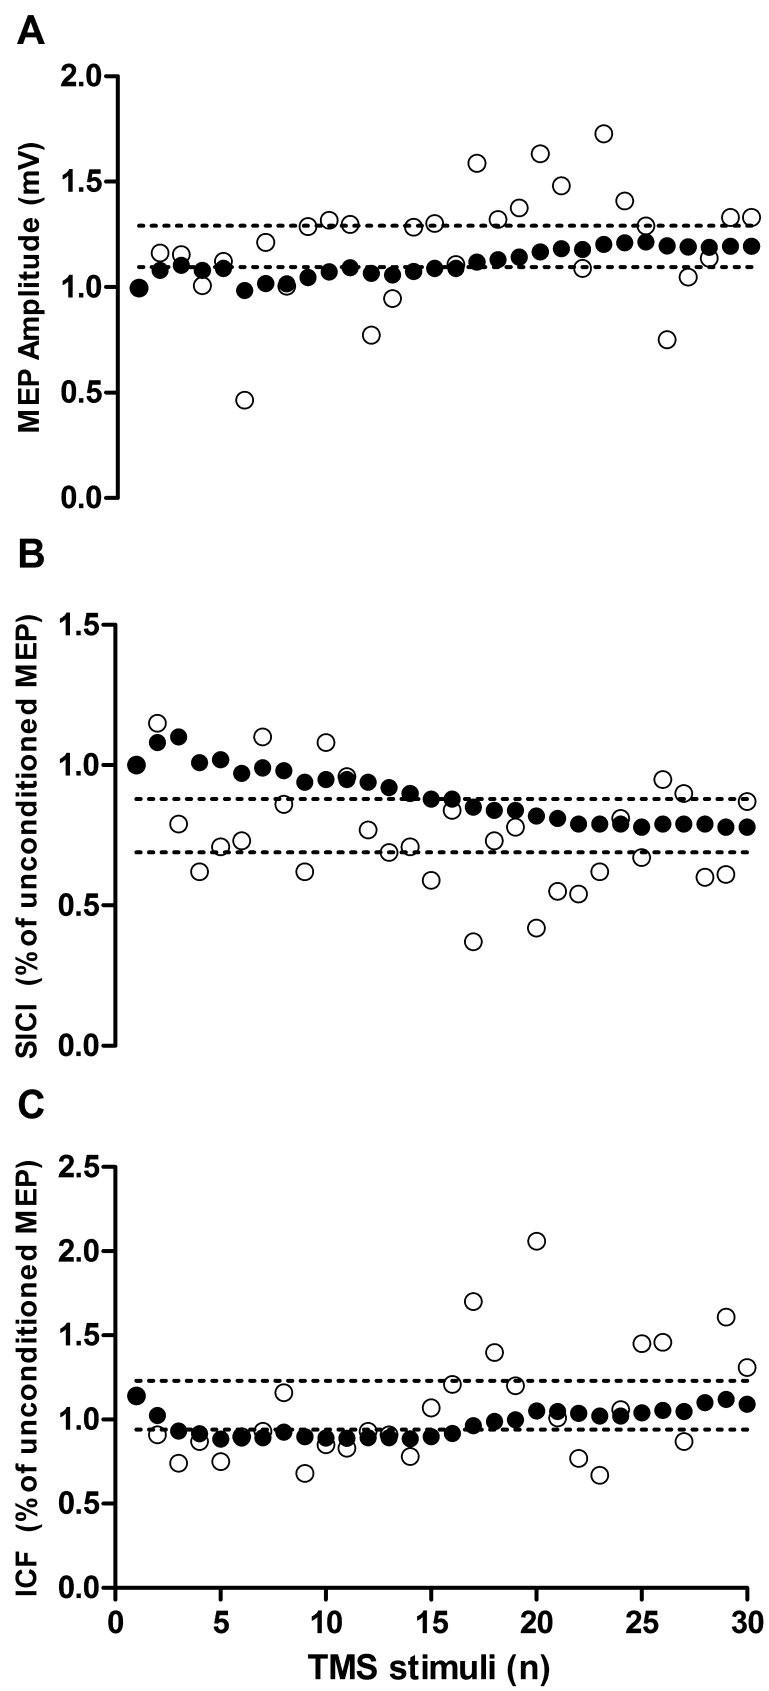 A
2.0
1.5
1.0
0.5
0.0
MEP Amplitude (mV)
B
1.5
1.0
0.5
0.0
SICI (% of unconditioned MEP)
C
2.5
2.0
1.5
1.0
0.5
0.0
ICF (% of unconditioned MEP)
0 5 10 15 20 25 30
TMS stimuli (n)